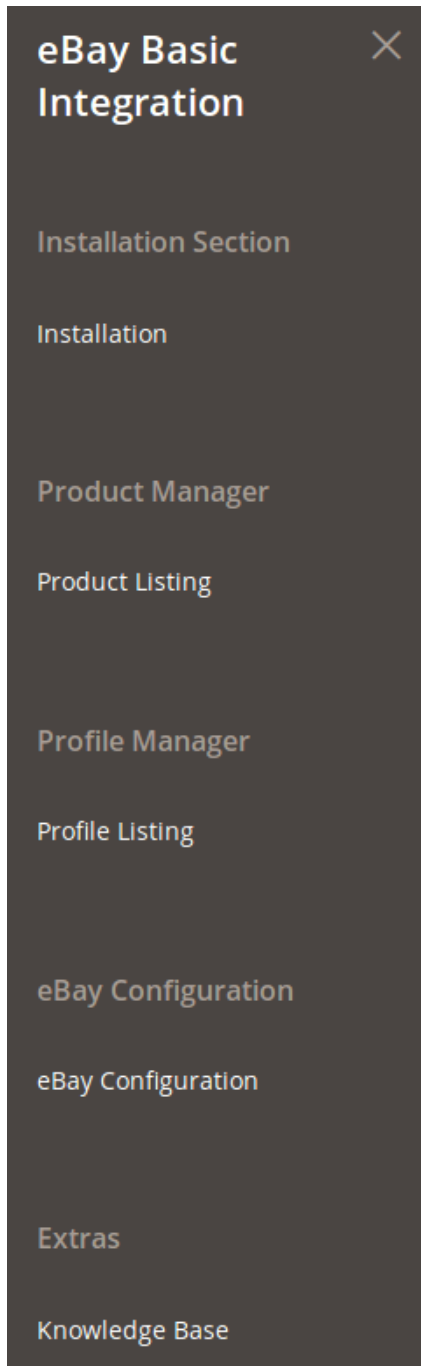 eBay Basic
Integration
Installation Section
Installation
Product Manager
Product Listing
Profile Manager
Profile Listing
eBay Configuration
eBay Configuration
Extras
Knowledge Base